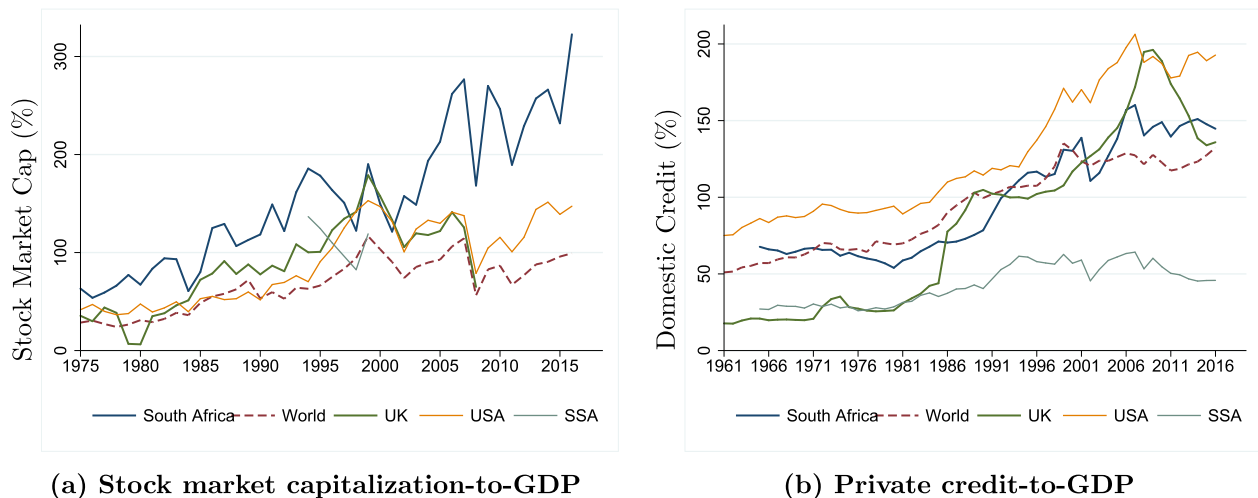 Stock Market Cap (%)
300
200
100
0
1975 1980 1985 1990 1995 2000 2005 2010 2015
South Africa World UK USA SSA
(a) Stock market capitalization-to-GDP
Domestic Credit (%)
200
150
100
50
0
1961 1966 1971 1976 1981 1986 1991 1996 2001 2006 2011 2016
South Africa World UK USA SSA
(b) Private credit-to-GDP